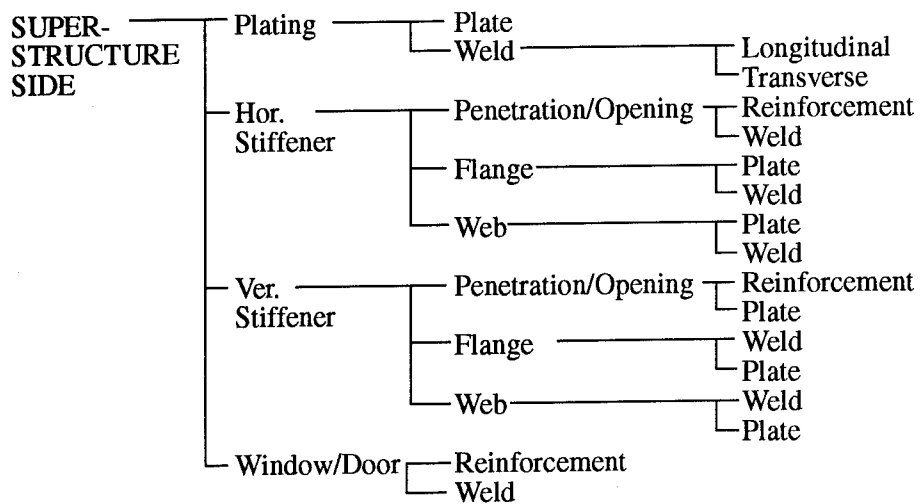 SUPER-
STRUCTURE
SIDE
Plating
Plate
Weld
Longitudinal
Transverse
Hor.
Stiffener
Penetration/Opening
Reinforcement
Weld
Flange
Plate
Weld
Web
Plate
Weld
Ver.
Stiffener
Penetration/Opening
Reinforcement
Plate
Flange
Weld
Plate
Web
Weld
Plate
Window/Door
Reinforcement
Weld